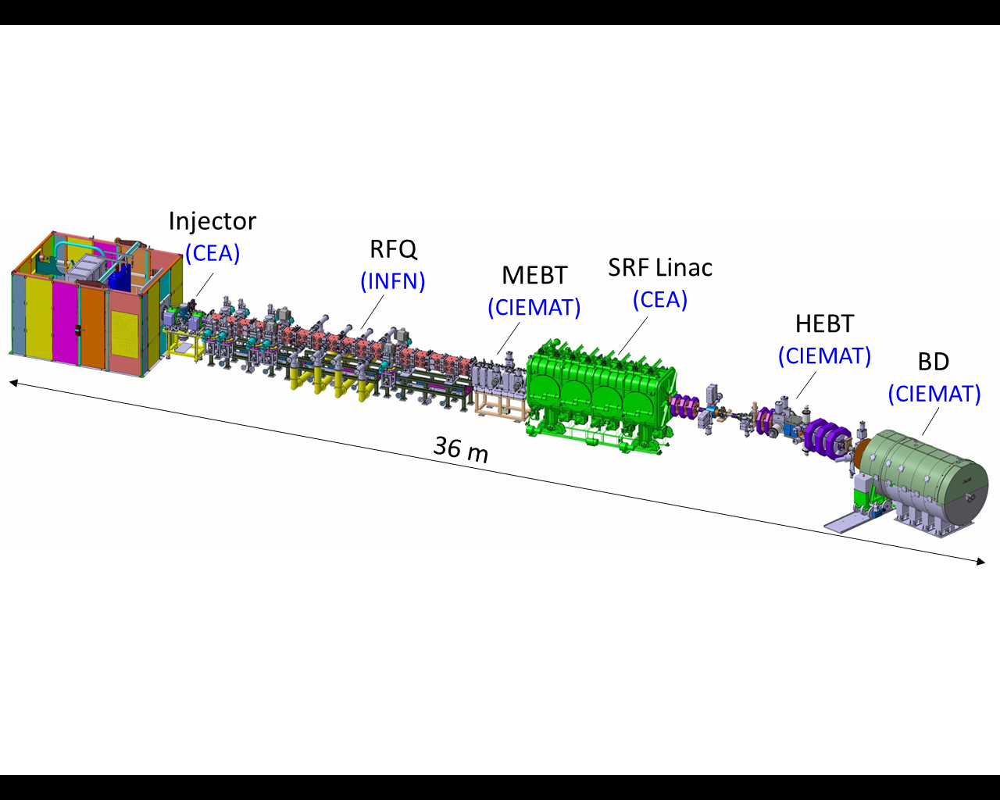 Injector
(CEA)
RFQ
(INFN)
MEBT
(CIEMAT)
SRF Linac
(CEA)
HEBT
(CIEMAT)
BD
(CIEMAT)
36 m